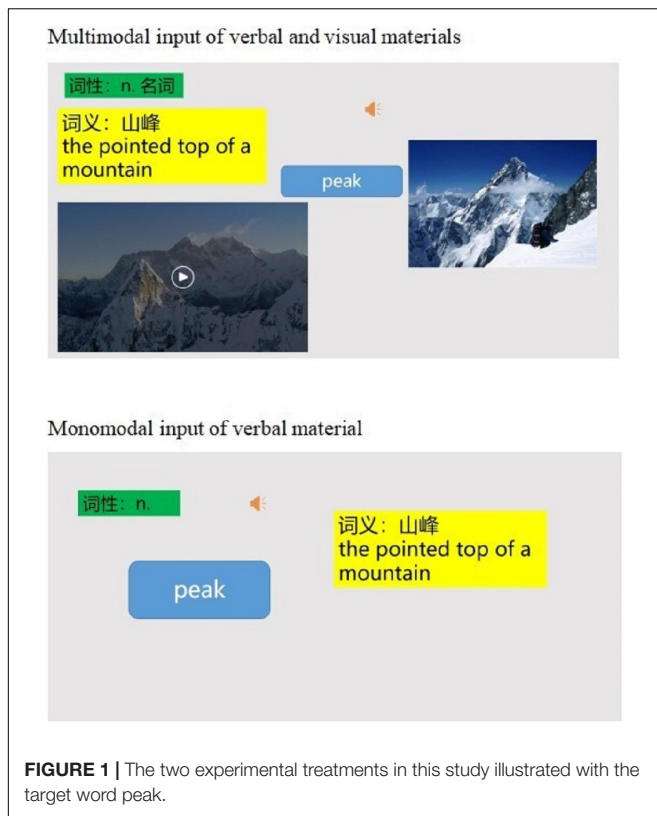 Multimodal input of verbal and visual materials
词性：n. 名词
词义：山峰
the pointed top of a
mountain
peak
Monomodal input of verbal material
词性：n.
peak
词义：山峰
the pointed top of a
mountain
FIGURE 1 | The two experimental treatments in this study illustrated with the
target word peak.